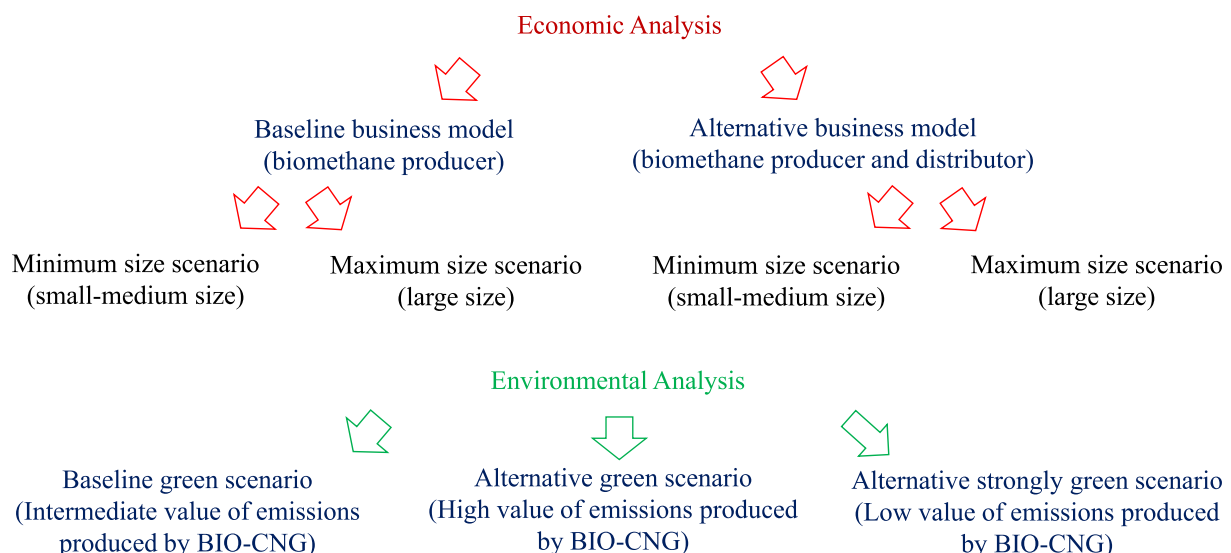 Economic Analysis
Baseline business model
(biomethane producer)
Alternative business model
(biomethane producer and distributor)
Minimum size scenario
(small-medium size)
Maximum size scenario
(large size)
Minimum size scenario
(small-medium size)
Maximum size scenario
(large size)
Environmental Analysis
Baseline green scenario
(Intermediate value of emissions
produced by BIO-CNG)
Alternative green scenario
(High value of emissions produced
by BIO-CNG)
Alternative strongly green scenario
(Low value of emissions produced
by BIO-CNG)